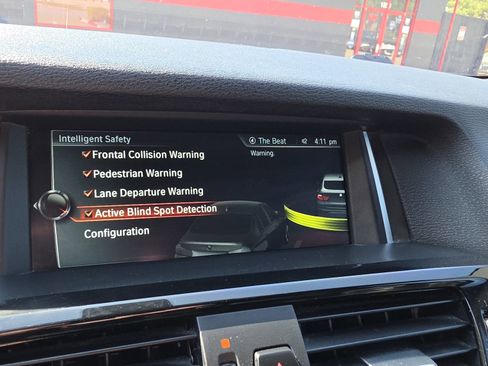 Intelligent Safety
The Beat 42 4:11 pm
Frontal Collision Warning
Warning.
Pedestrian Warning
Lane Departure Warning
Active Blind Spot Detection
Configuration